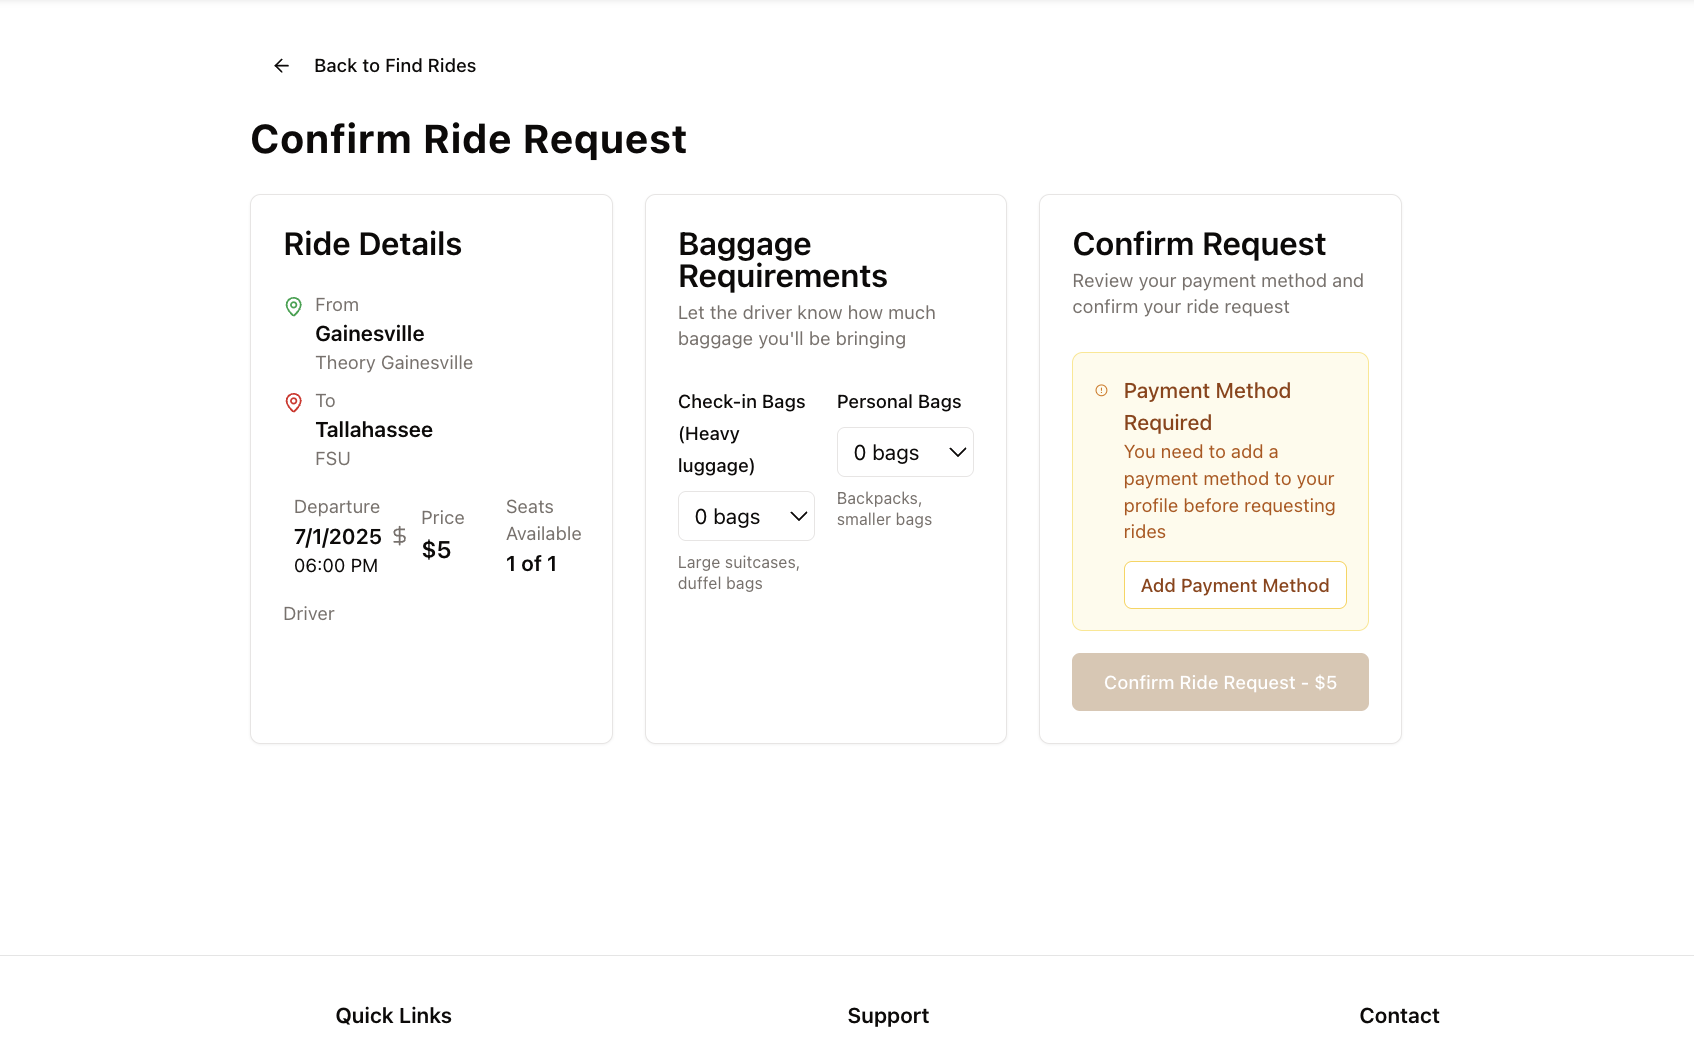 Back to Find Rides
Confirm Ride Request
Ride Details
From
Gainesville
Theory Gainesville
To
Tallahassee
FSU
Departure
7/1/2025
06:00 PM
$
Price
$5
Seats
Available
1 of 1
Driver
Baggage
Requirements
Let the driver know how much
baggage you'll be bringing
Check-in Bags
(Heavy
luggage)
0 bags
Large suitcases,
duffel bags
Personal Bags
0 bags
Backpacks,
smaller bags
Confirm Request
Review your payment method and
confirm your ride request
Payment Method
Required
You need to add a
payment method to your
profile before requesting
rides
Add Payment Method
Confirm Ride Request - $5
Quick Links
Support
Contact